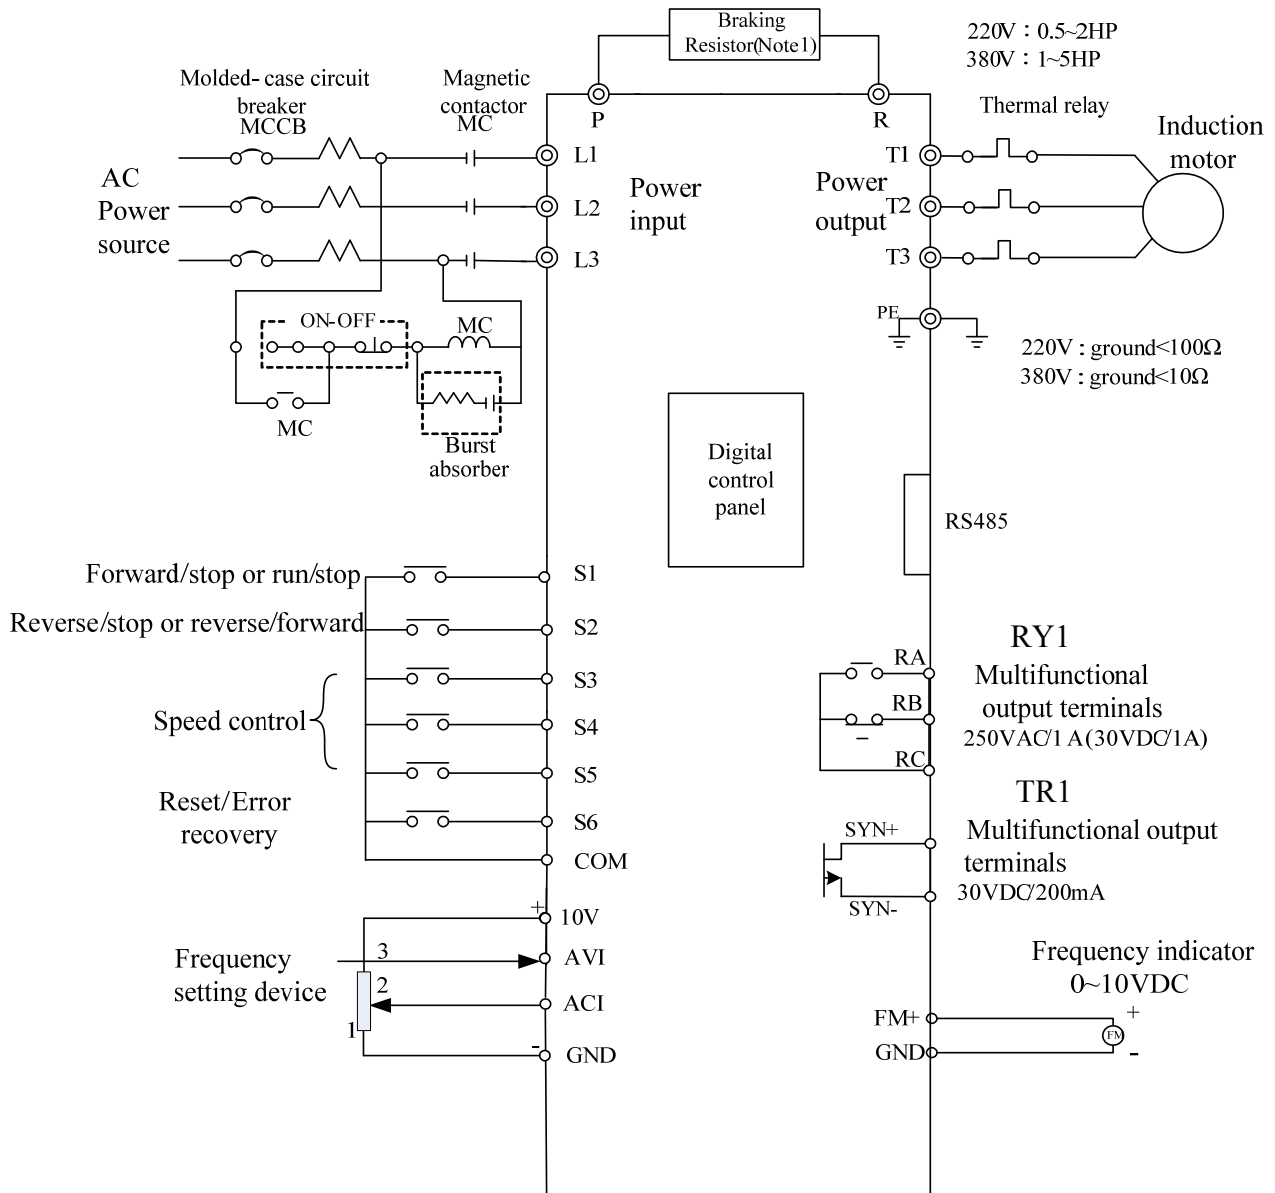 Braking
Resistor(Note1)
220V : 0.5~2HP
380V : 1~5HP
Molded-case circuit
breaker
MCCB
Magnetic
contactor
MC
P
R
Thermal relay
Induction
motor
AC
Power
source
L1
L2
L3
Power
input
Power
output
T1
T2
T3
PE
220V : ground<100Ω
380V : ground<10Ω
ON-OFF
MC
MC
Burst
absorber
Digital
control
panel
RS485
Forward/stop or run/stop
S1
Reverse/stop or reverse/forward
S2
S3
Speed control
S4
S5
Reset/Error
recovery
S6
COM
RA
RB
RC
RY1
Multifunctional
output terminals
250VAC/1A(30VDC/1A)
TR1
SYN+
SYN-
Multifunctional output
terminals
30VDC/200mA
+
10V
3
AVI
Frequency
setting device
2
ACI
1
-
GND
Frequency indicator
0~10VDC
FM+
+
FM
GND
-